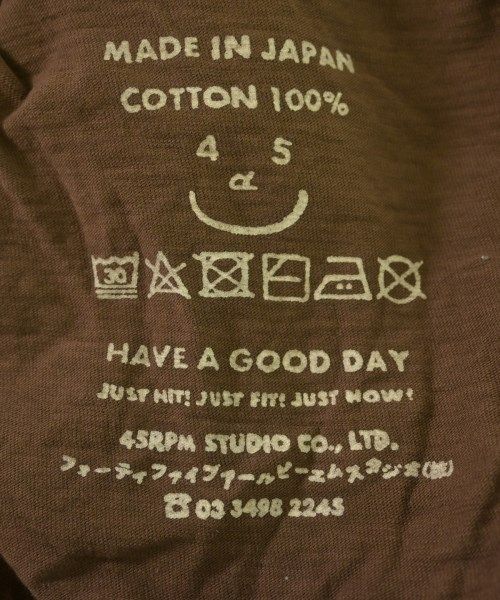 MADE IN JAPAN
COTTON 100%
4 5
R
30
HAVE A GOOD DAY
JUST HIT! JUST FIT! JUST NOW!
45RPM STUDIO CO., LTD.
フォーティファイブアールピーエムスタジオ(株)
☎03 3498 2245